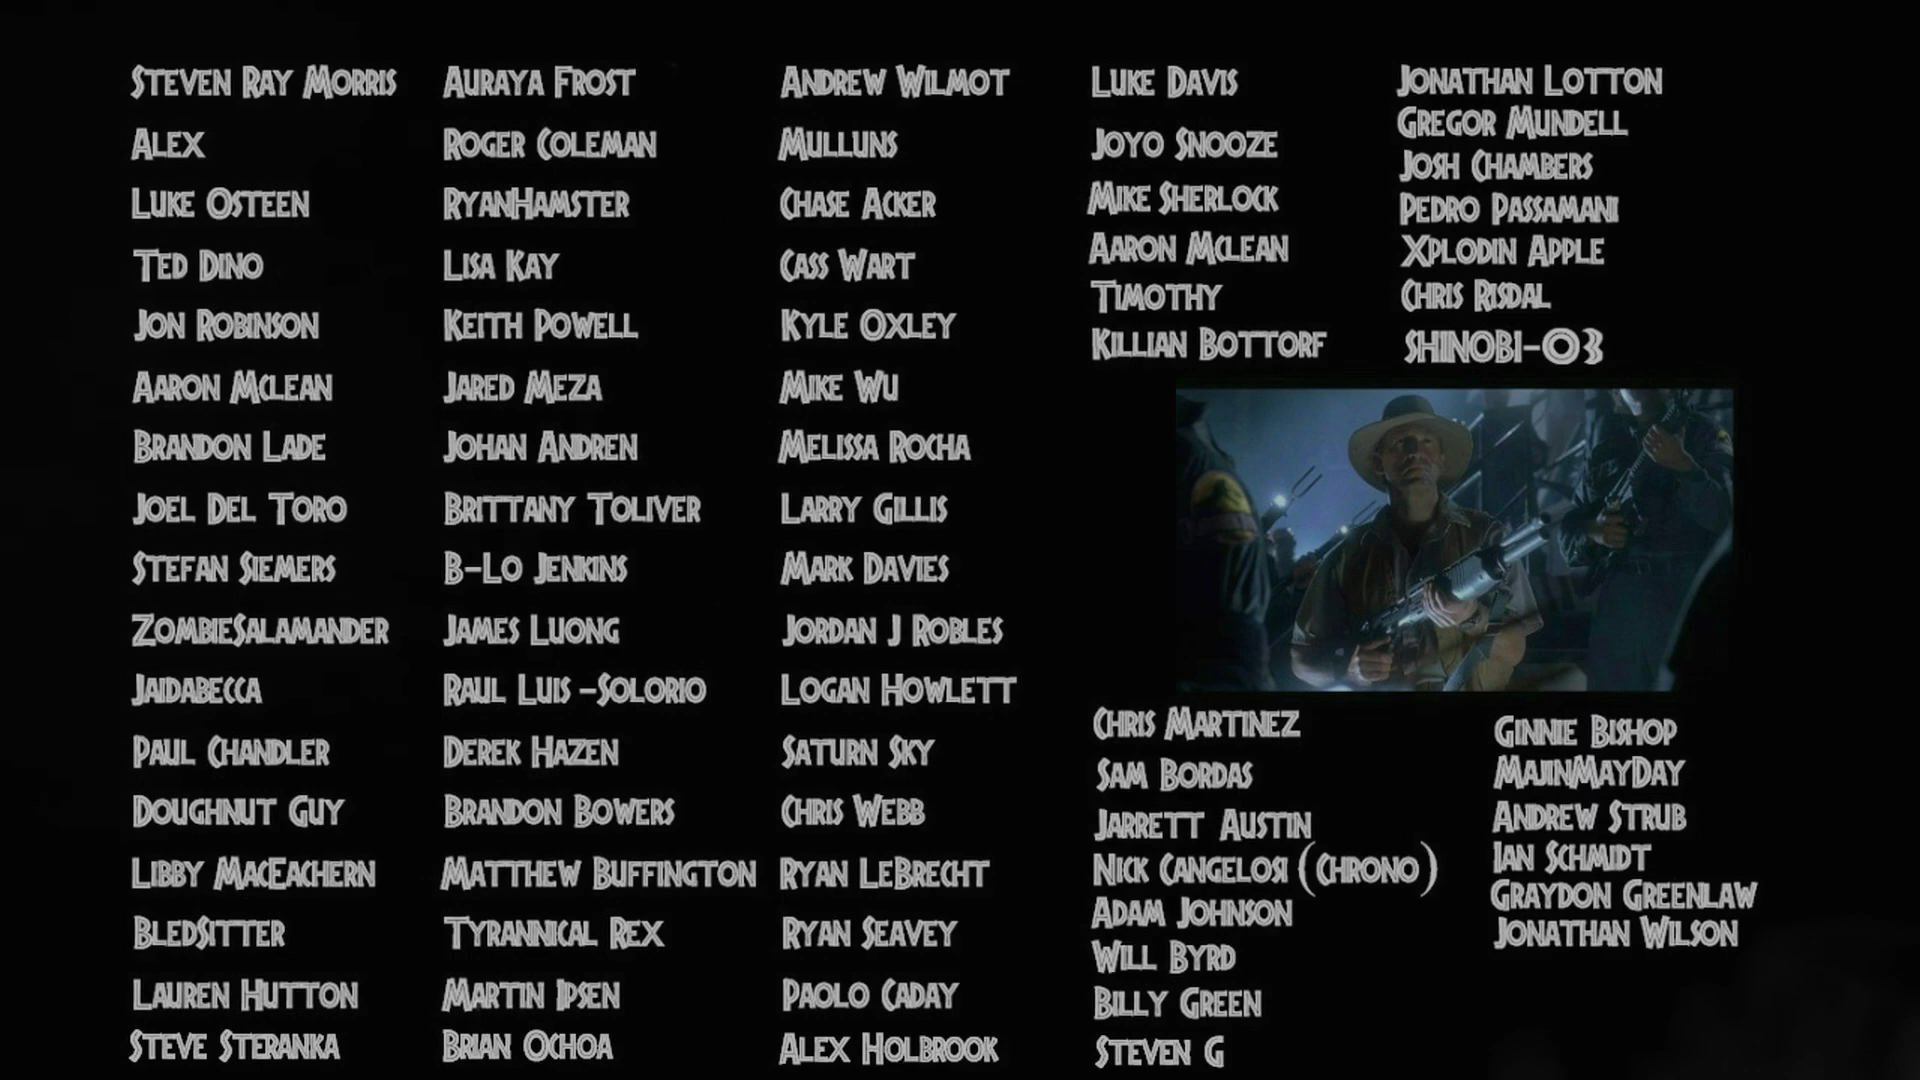 Steven Ray Morris
Alex
Luke Osteen
Ted Dino
Jon Robinson
Aaron Mclean
Brandon Lade
Joel Del Toro
Stefan Siemers
ZombieSalamander
Jaidabecca
Paul Chandler
Doughnut Guy
Libby MacEachern
BledSitter
Lauren Hutton
Steve Steranka
Auraya Frost
Roger Coleman
RyanHamster
Lisa Kay
Keith Powell
Jared Meza
Johan Andren
Brittany Toliver
B-Lo Jenkins
James Luong
Raul Luis -Solorio
Derek Hazen
Brandon Bowers
Matthew Buffington
Tyrannical Rex
Martin Ipsen
Brian Ochoa
Andrew Wilmot
Mulluns
Chase Acker
Cass Wart
Kyle Oxley
Mike Wu
Melissa Rocha
Larry Gillis
Mark Davies
Jordan J Robles
Logan Howlett
Saturn Sky
Chris Webb
Ryan LeBrecht
Ryan Seavey
Paolo Caday
Alex Holbrook
Luke Davis
Joyo Snooze
Mike Sherlock
Aaron Mclean
Timothy
Killian Bottorf
Jonathan Lotton
Gregor Mundell
Josh Chambers
Pedro Passamani
Xplodin Apple
Chris Risdal
SHINOBI-03
Chris Martinez
Sam Bordas
Jarrett Austin
Nick Cangelosi (Chrono)
Adam Johnson
Will Byrd
Billy Green
Steven G
Ginnie Bishop
MajinMayDay
Andrew Strub
Ian Schmidt
Graydon Greenlaw
Jonathan Wilson